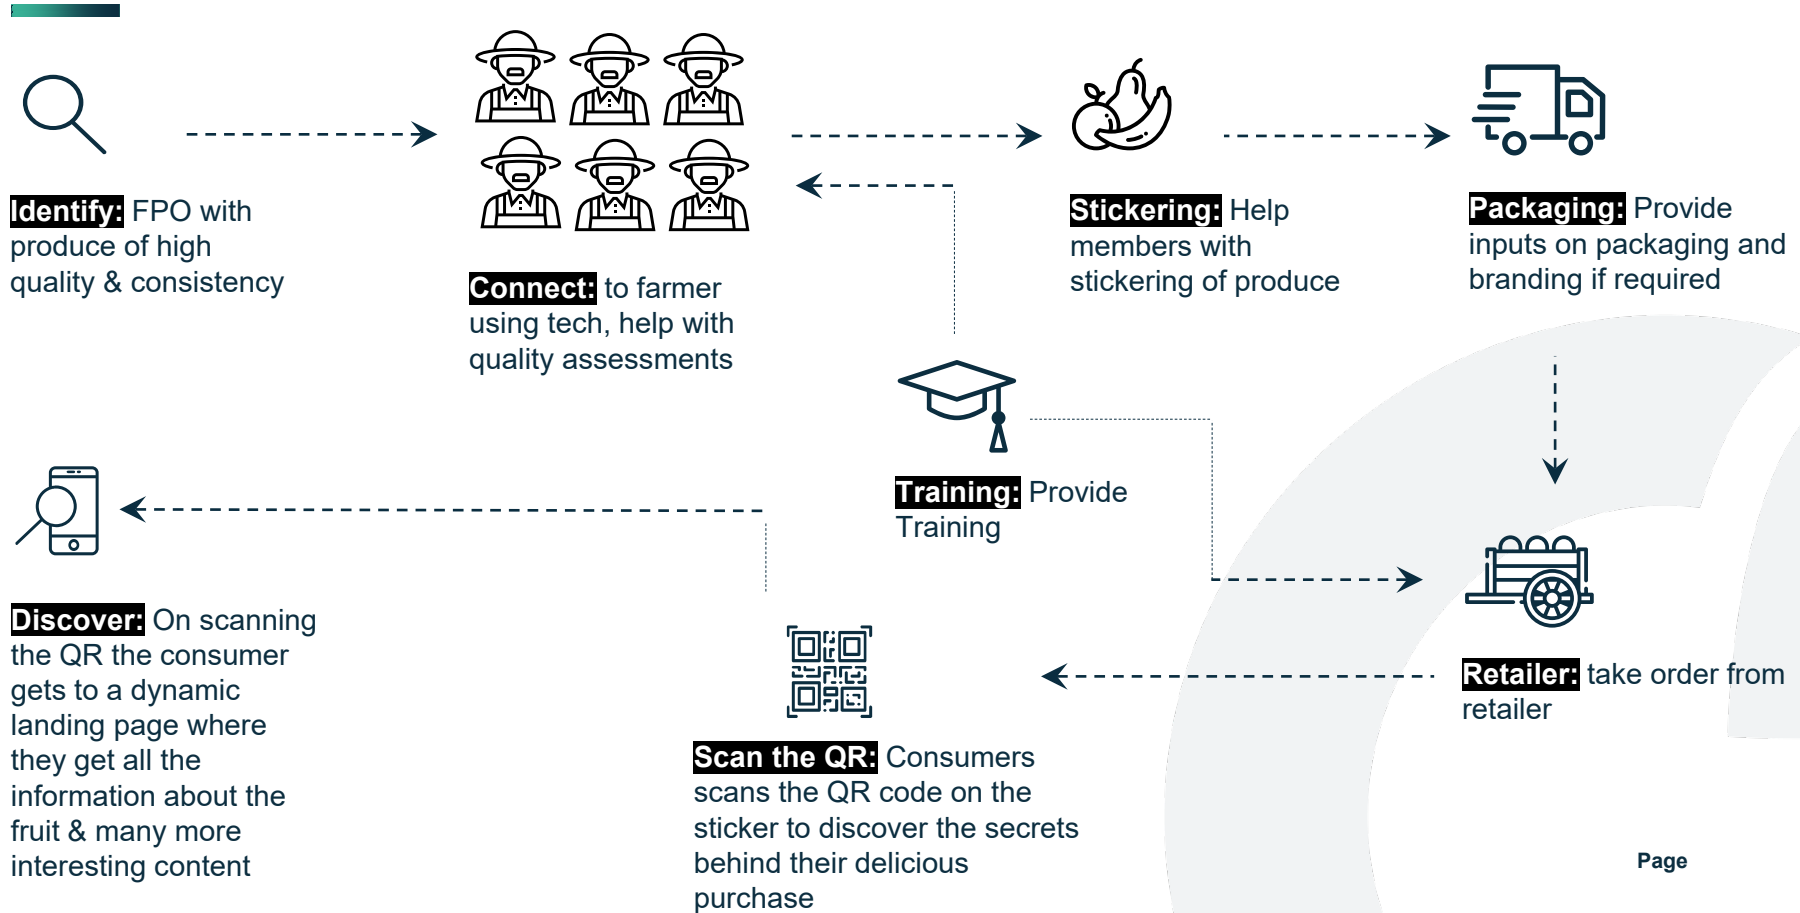 Identify: FPO with
produce of high
quality & consistency
Connect: to farmer
using tech, help with
quality assessments
Stickering: Help
members with
stickering of produce
Packaging: Provide
inputs on packaging and
branding if required
Training: Provide
Training
Retailer: take order from
retailer
Scan the QR: Consumers
scans the QR code on the
sticker to discover the secrets
behind their delicious
purchase
Discover: On scanning
the QR the consumer
gets to a dynamic
landing page where
they get all the
information about the
fruit & many more
interesting content
Page